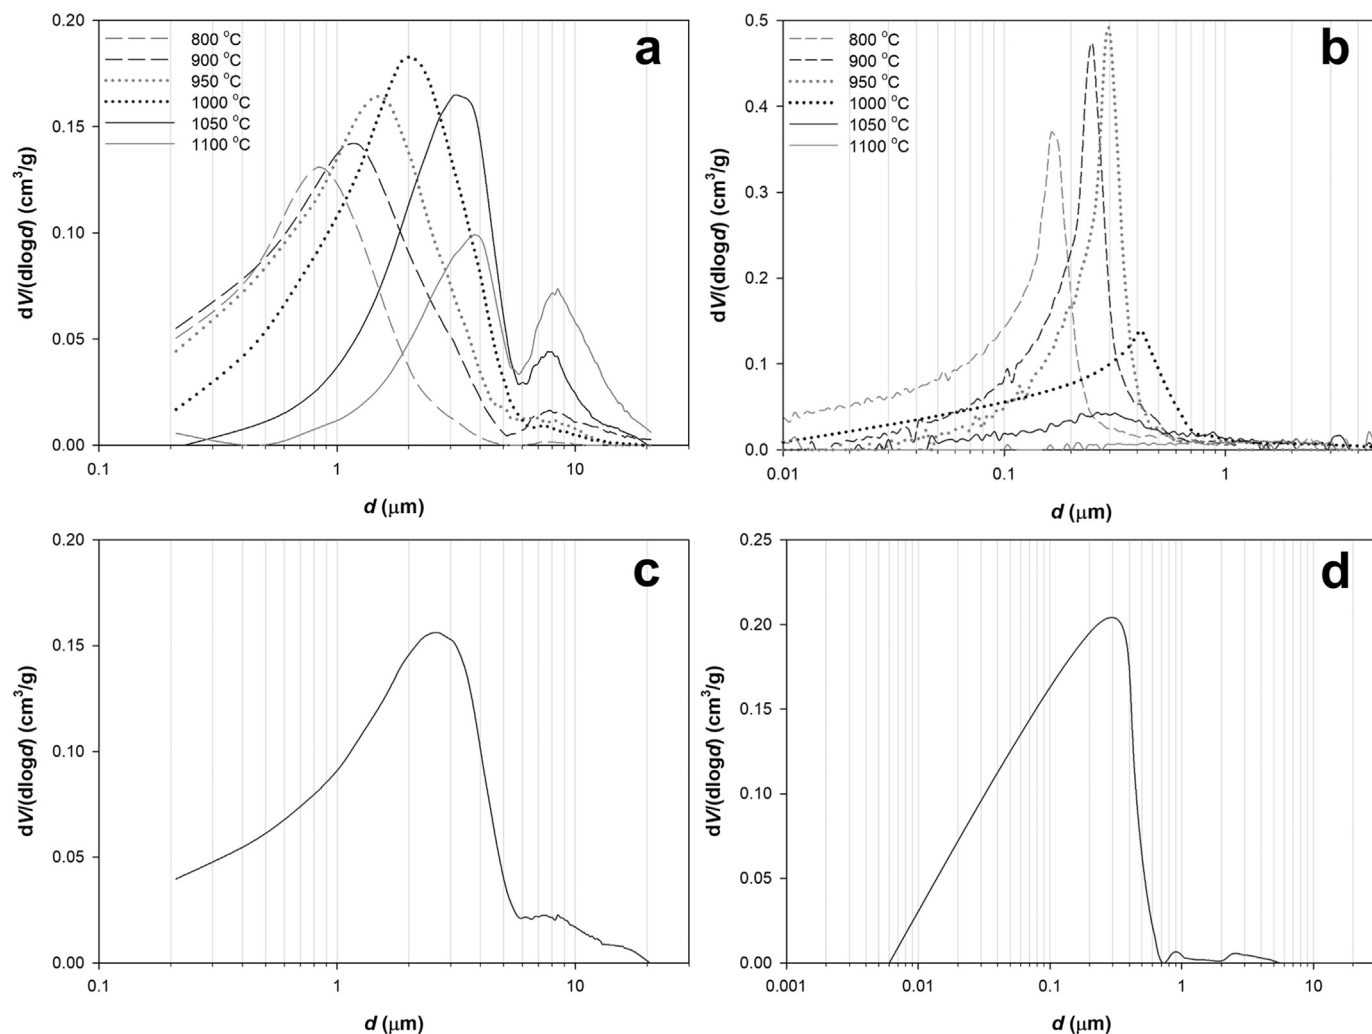 a
0.20
0.15
0.10
0.05
0.00
dV/(dlogd) (cm³/g)
800 °C
900 °C
950 °C
1000 °C
1050 °C
1100 °C
0.1 1 10
d (μm)
b
0.5
0.4
0.3
0.2
0.1
0.0
dV/(dlogd) (cm³/g)
800 °C
900 °C
950 °C
1000 °C
1050 °C
1100 °C
0.01 0.1 1
d (μm)
c
0.20
0.15
0.10
0.05
0.00
dV/(dlogd) (cm³/g)
0.1 1 10
d (μm)
d
0.25
0.20
0.15
0.10
0.05
0.00
dV/(dlogd) (cm³/g)
0.001 0.01 0.1 1 10
d (μm)